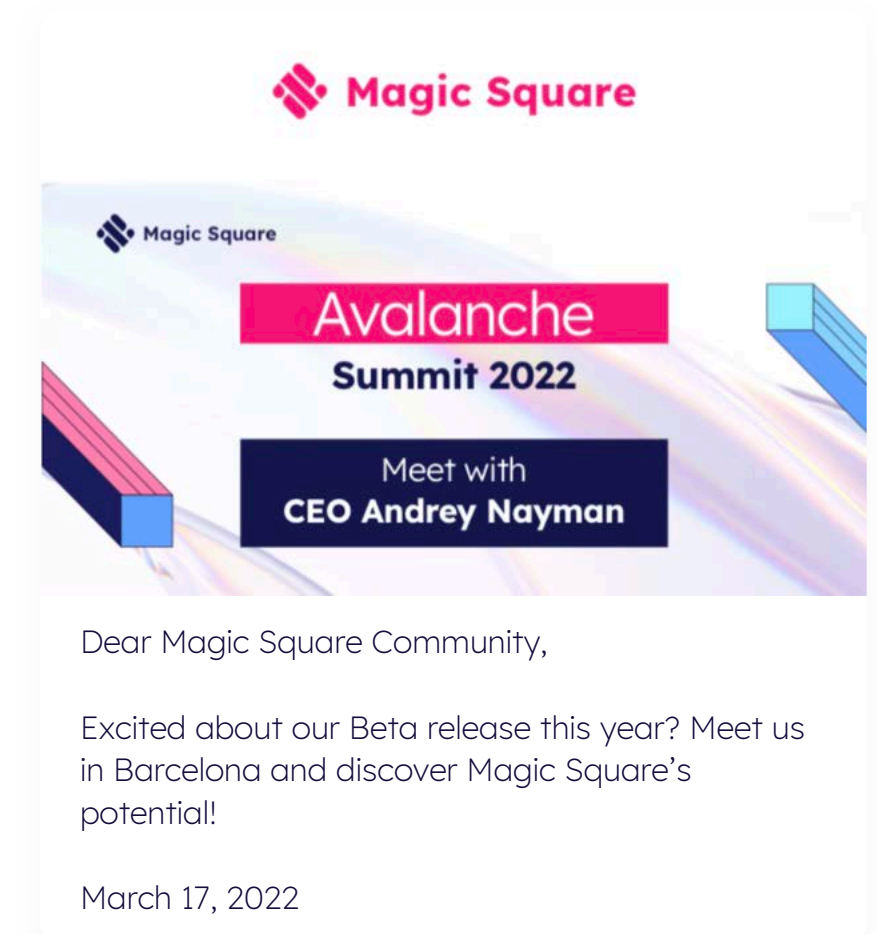 Magic Square
Magic Square
Avalanche
Summit 2022
Meet with
CEO Andrey Nayman
Dear Magic Square Community,
Excited about our Beta release this year? Meet us
in Barcelona and discover Magic Square’s
potential!
March 17, 2022